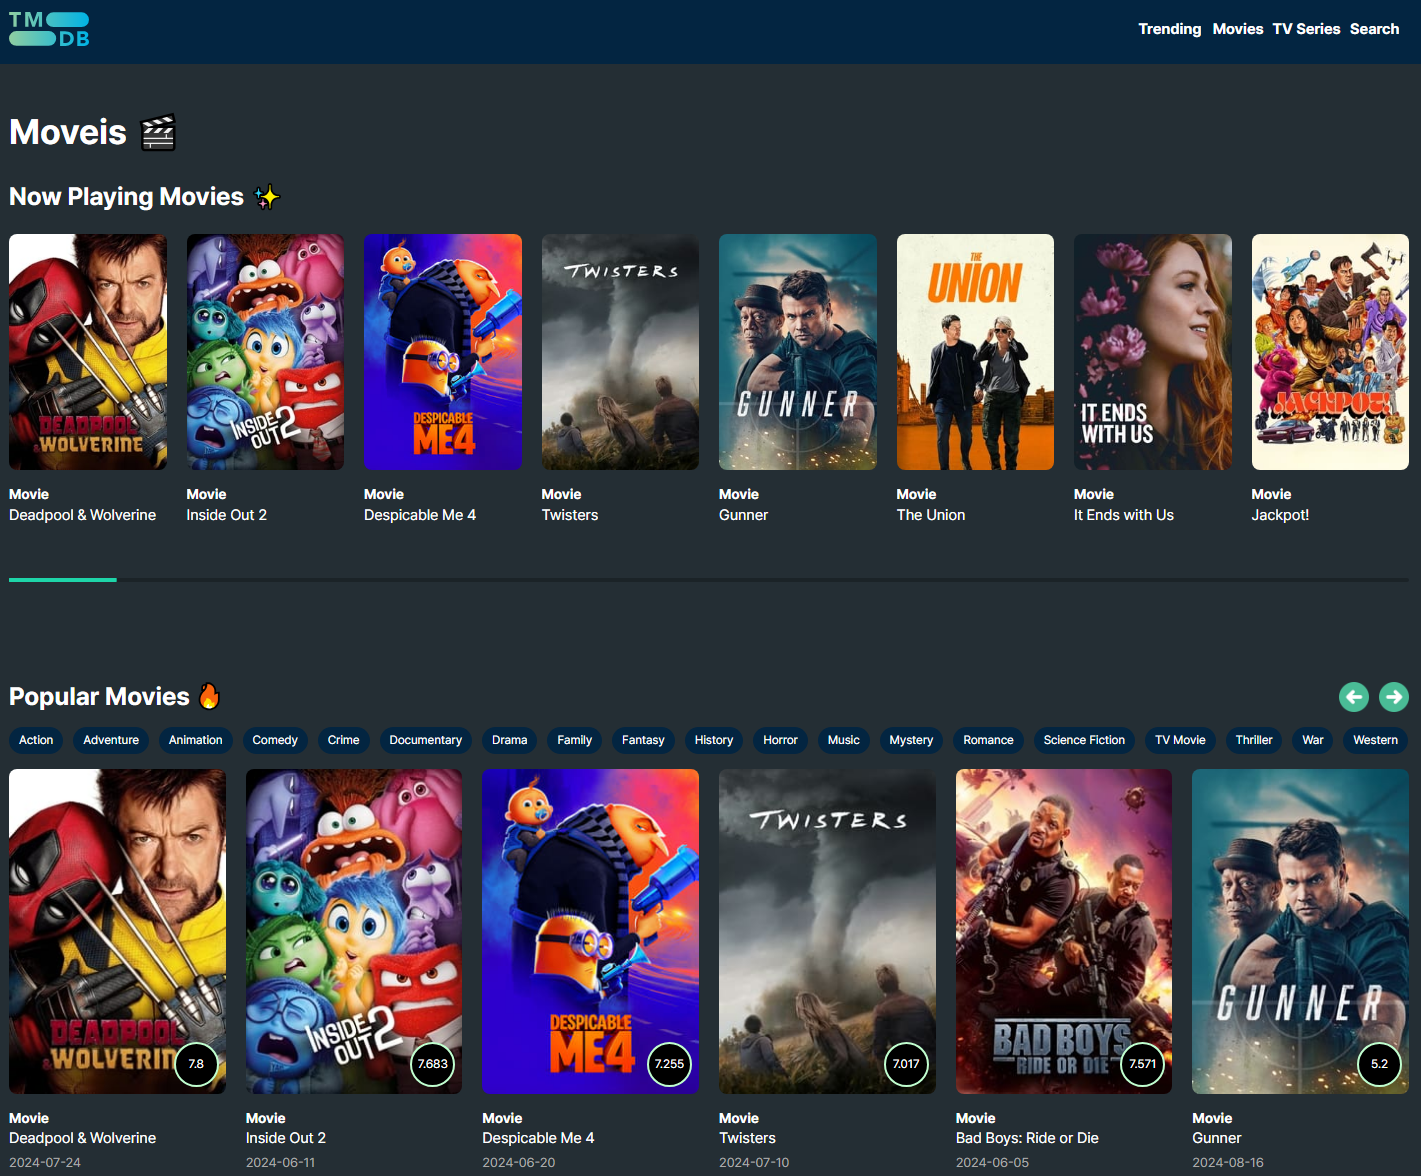 TM
DB
Trending Movies TV Series Search
Moveis
Now Playing Movies
DEADPOOL
& WOLVERINE
INSIDE
OUT 2
DESPICABLE
ME 4
TWISTERS
GUNNER
THE
UNION
IT ENDS
WITH US
JACKPOT!
Movie Movie Movie Movie Movie Movie Movie Movie
Deadpool & Wolverine Inside Out 2 Despicable Me 4 Twisters Gunner The Union It Ends with Us Jackpot!
Popular Movies
Action Adventure Animation Comedy Crime Documentary Drama Family Fantasy History Horror Music Mystery Romance Science Fiction TV Movie Thriller War Western
DEADPOOL
& WOLVERINE
7.8
INSIDE
OUT 2
7.683
DESPICABLE
ME 4
7.255
TWISTERS
7.017
BAD BOYS
RIDE OR DIE
7.571
GUNNER
5.2
Movie Movie Movie Movie Movie Movie
Deadpool & Wolverine Inside Out 2 Despicable Me 4 Twisters Bad Boys: Ride or Die Gunner
2024-07-24 2024-06-11 2024-06-20 2024-07-10 2024-06-05 2024-08-16